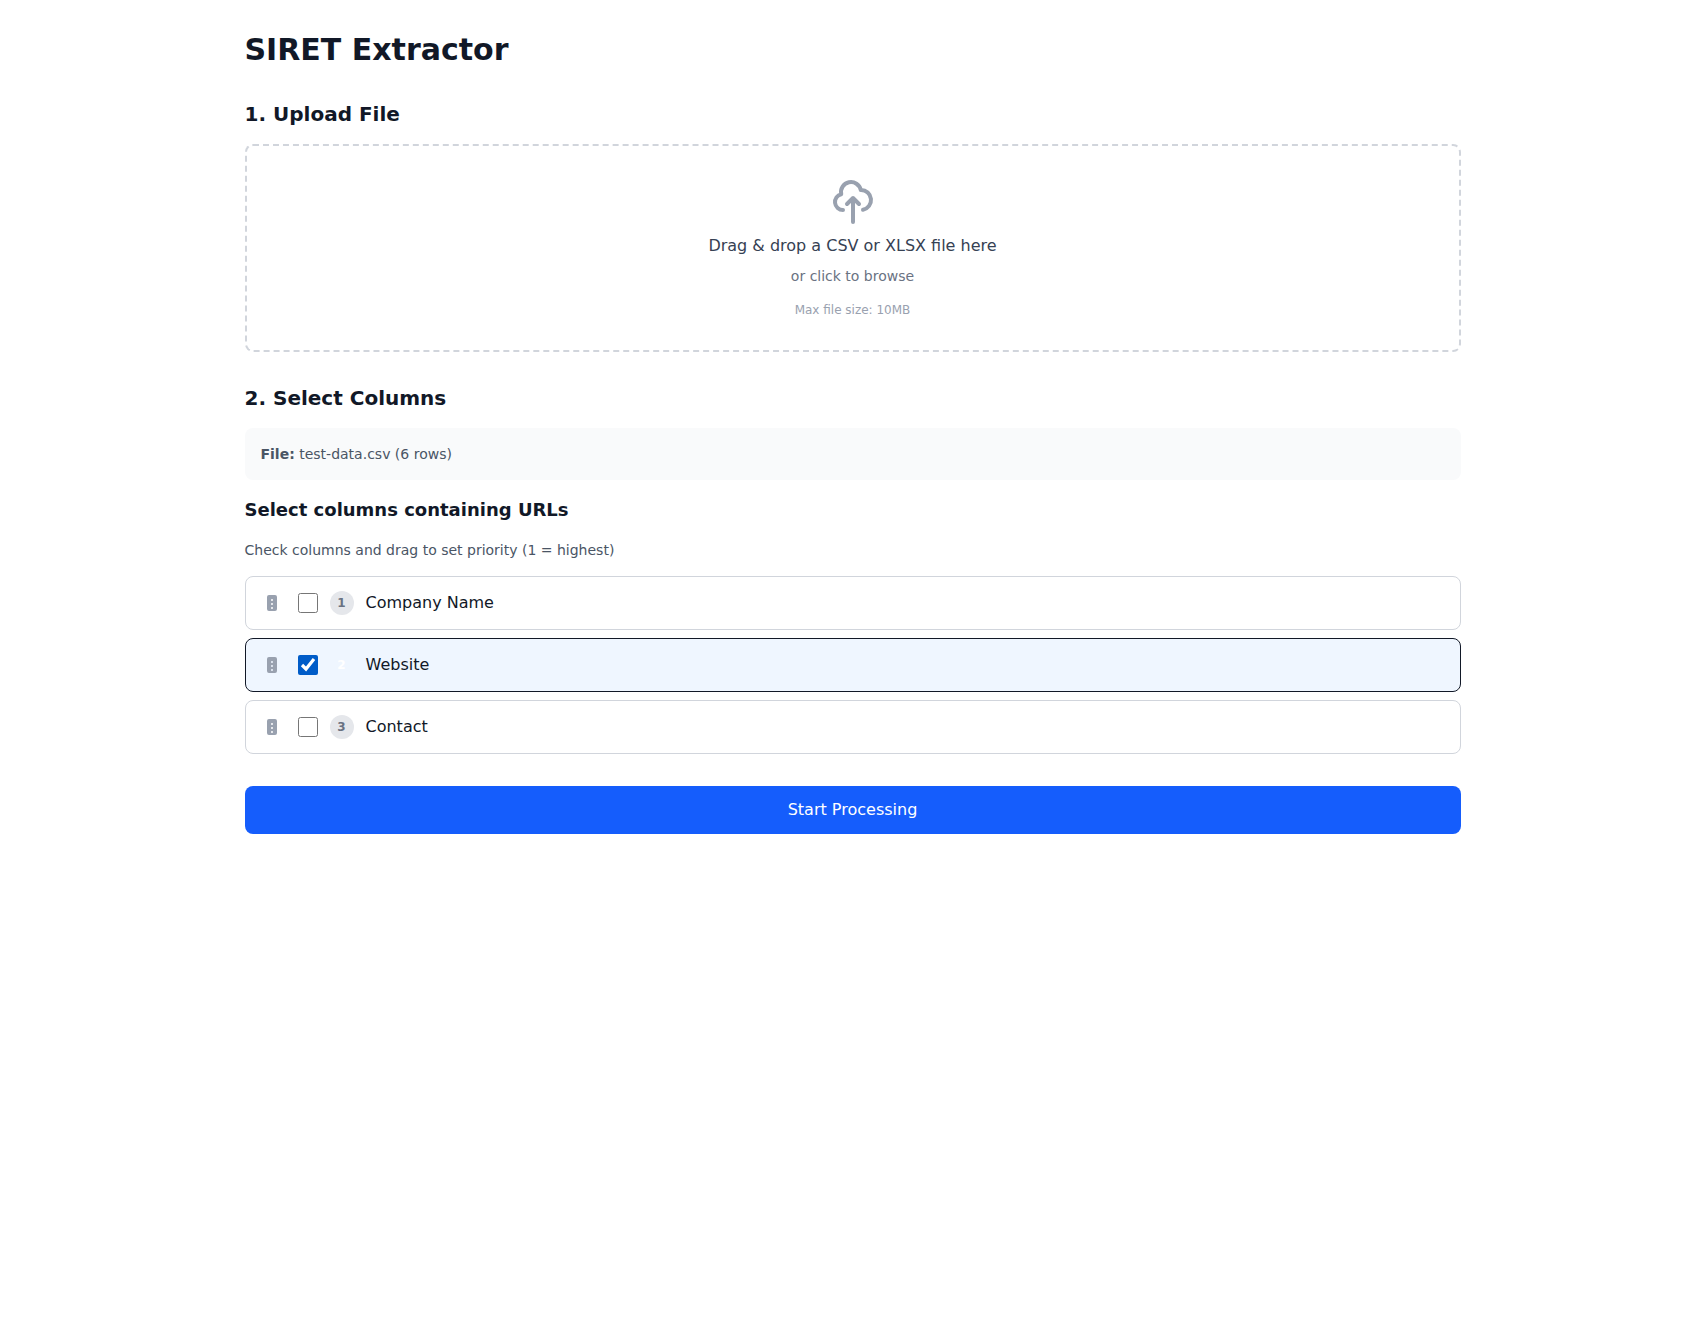 SIRET Extractor
1. Upload File
Drag & drop a CSV or XLSX file here
or click to browse
Max file size: 10MB
2. Select Columns
File: test-data.csv (6 rows)
Select columns containing URLs
Check columns and drag to set priority (1 = highest)
1 Company Name
2 Website
3 Contact
Start Processing